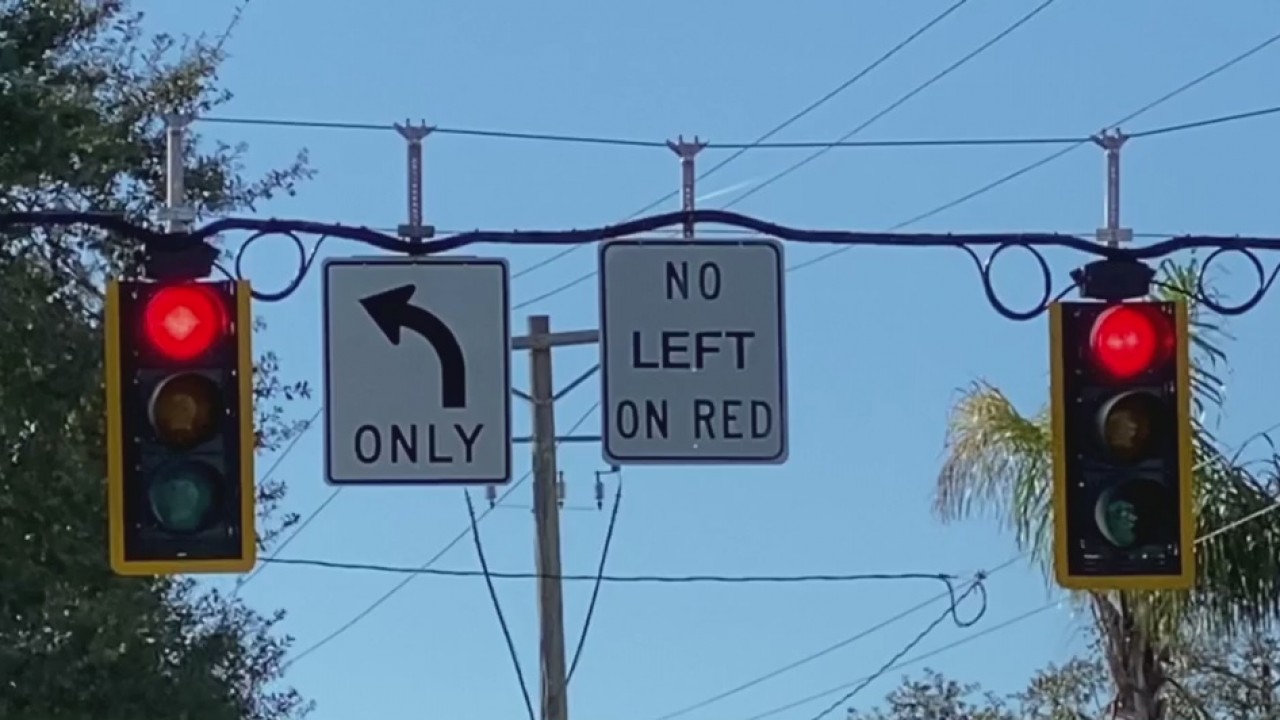 ONLY
NO
LEFT
ON RED